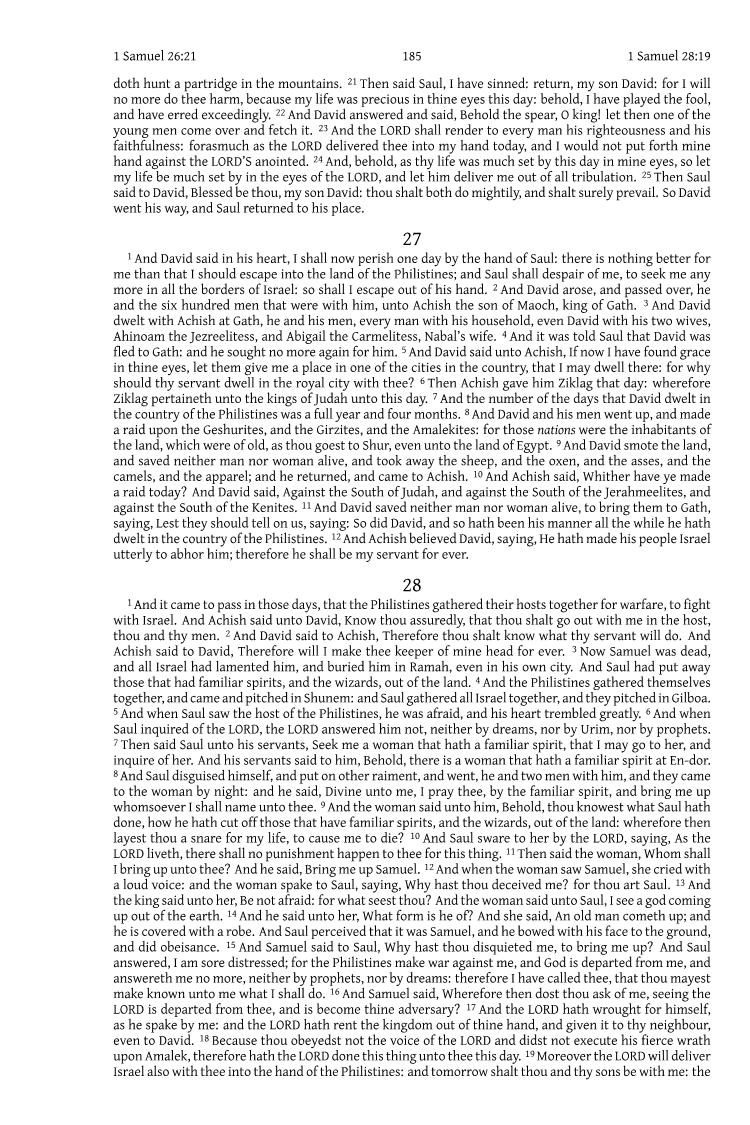 1 Samuel 26:21 185 1 Samuel 28:19
doth hunt a partridge in the mountains. 21 Then said Saul, I have sinned: return, my son David: for I will
no more do thee harm, because my life was precious in thine eyes this day: behold, I have played the fool,
and have erred exceedingly. 22 And David answered and said, Behold the spear, O king! let then one of the
young men come over and fetch it. 23 And the LORD shall render to every man his righteousness and his
faithfulness: forasmuch as the LORD delivered thee into my hand today, and I would not put forth mine
hand against the LORD'S anointed. 24 And, behold, as thy life was much set by this day in mine eyes, so let
my life be much set by in the eyes of the LORD, and let him deliver me out of all tribulation. 25 Then Saul
said to David, Blessed be thou, my son David: thou shalt both do mightily, and shalt surely prevail. So David
went his way, and Saul returned to his place.
27
1 And David said in his heart, I shall now perish one day by the hand of Saul: there is nothing better for
me than that I should escape into the land of the Philistines; and Saul shall despair of me, to seek me any
more in all the borders of Israel: so shall I escape out of his hand. 2 And David arose, and passed over, he
and the six hundred men that were with him, unto Achish the son of Maoch, king of Gath. 3 And David
dwelt with Achish at Gath, he and his men, every man with his household, even David with his two wives,
Ahinoam the Jezreelitess, and Abigail the Carmelitess, Nabal's wife. 4 And it was told Saul that David was
fled to Gath: and he sought no more again for him. 5 And David said unto Achish, If now I have found grace
in thine eyes, let them give me a place in one of the cities in the country, that I may dwell there: for why
should thy servant dwell in the royal city with thee? 6 Then Achish gave him Ziklag that day: wherefore
Ziklag pertaineth unto the kings of Judah unto this day. 7 And the number of the days that David dwelt in
the country of the Philistines was a full year and four months. 8 And David and his men went up, and made
a raid upon the Geshurites, and the Girzites, and the Amalekites: for those nations were the inhabitants of
the land, which were of old, as thou goest to Shur, even unto the land of Egypt. 9 And David smote the land,
and saved neither man nor woman alive, and took away the sheep, and the oxen, and the asses, and the
camels, and the apparel; and he returned, and came to Achish. 10 And Achish said, Whither have ye made
a raid today? And David said, Against the South of Judah, and against the South of the Jerahmeelites, and
against the South of the Kenites. 11 And David saved neither man nor woman alive, to bring them to Gath,
saying, Lest they should tell on us, saying: So did David, and so hath been his manner all the while he hath
dwelt in the country of the Philistines. 12 And Achish believed David, saying, He hath made his people Israel
utterly to abhor him; therefore he shall be my servant for ever.
28
1 And it came to pass in those days, that the Philistines gathered their hosts together for warfare, to fight
with Israel. And Achish said unto David, Know thou assuredly, that thou shalt go out with me in the host,
thou and thy men. 2 And David said to Achish, Therefore thou shalt know what thy servant will do. And
Achish said to David, Therefore will I make thee keeper of mine head for ever. 3 Now Samuel was dead,
and all Israel had lamented him, and buried him in Ramah, even in his own city. And Saul had put away
those that had familiar spirits, and the wizards, out of the land. 4 And the Philistines gathered themselves
together, and came and pitched in Shunem: and Saul gathered all Israel together, and they pitched in Gilboa.
5 And when Saul saw the host of the Philistines, he was afraid, and his heart trembled greatly. 6 And when
Saul inquired of the LORD, the LORD answered him not, neither by dreams, nor by Urim, nor by prophets.
7 Then said Saul unto his servants, Seek me a woman that hath a familiar spirit, that I may go to her, and
inquire of her. And his servants said to him, Behold, there is a woman that hath a familiar spirit at En-dor.
8 And Saul disguised himself, and put on other raiment, and went, he and two men with him, and they came
to the woman by night: and he said, Divine unto me, I pray thee, by the familiar spirit, and bring me up
whomsoever I shall name unto thee. 9 And the woman said unto him, Behold, thou knowest what Saul hath
done, how he hath cut off those that have familiar spirits, and the wizards, out of the land: wherefore then
layest thou a snare for my life, to cause me to die? 10 And Saul sware to her by the LORD, saying, As the
LORD liveth, there shall no punishment happen to thee for this thing. 11 Then said the woman, Whom shall
I bring up unto thee? And he said, Bring me up Samuel. 12 And when the woman saw Samuel, she cried with
a loud voice: and the woman spake to Saul, saying, Why hast thou deceived me? for thou art Saul. 13 And
the king said unto her, Be not afraid: for what seest thou? And the woman said unto Saul, I see a god coming
up out of the earth. 14 And he said unto her, What form is he of? And she said, An old man cometh up; and
he is covered with a robe. And Saul perceived that it was Samuel, and he bowed with his face to the ground,
and did obeisance. 15 And Samuel said to Saul, Why hast thou disquieted me, to bring me up? And Saul
answered, I am sore distressed; for the Philistines make war against me, and God is departed from me, and
answereth me no more, neither by prophets, nor by dreams: therefore I have called thee, that thou mayest
make known unto me what I shall do. 16 And Samuel said, Wherefore then dost thou ask of me, seeing the
LORD is departed from thee, and is become thine adversary? 17 And the LORD hath wrought for himself,
as he spake by me: and the LORD hath rent the kingdom out of thine hand, and given it to thy neighbour,
even to David. 18 Because thou obeyedst not the voice of the LORD and didst not execute his fierce wrath
upon Amalek, therefore hath the LORD done this thing unto thee this day. 19 Moreover the LORD will deliver
Israel also with thee into the hand of the Philistines: and tomorrow shalt thou and thy sons be with me: the